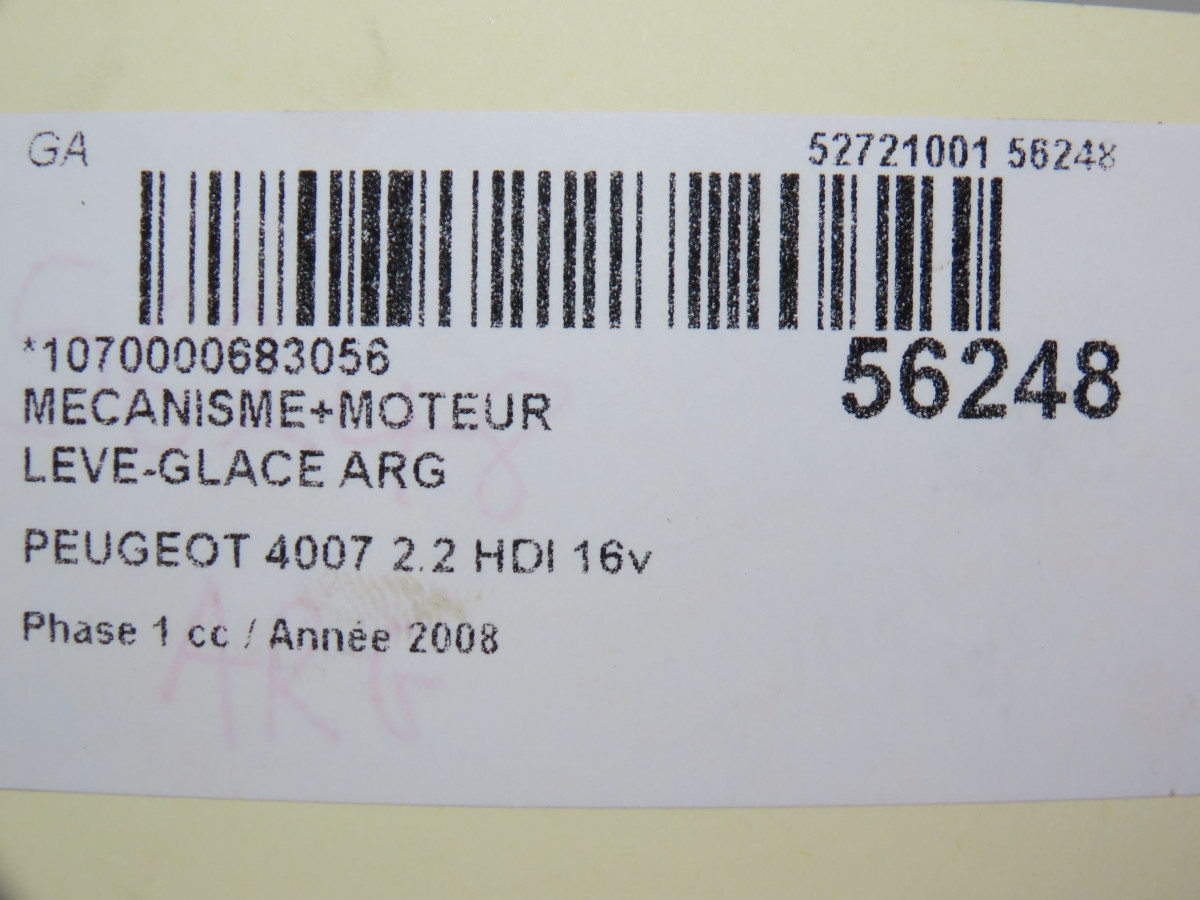 GA
52721001 56248
*1070000683056
56248
MECANISME+MOTEUR
LEVE-GLACE ARG
PEUGEOT 4007 2.2 HDI 16v
Phase 1 cc / Année 2008
ARG